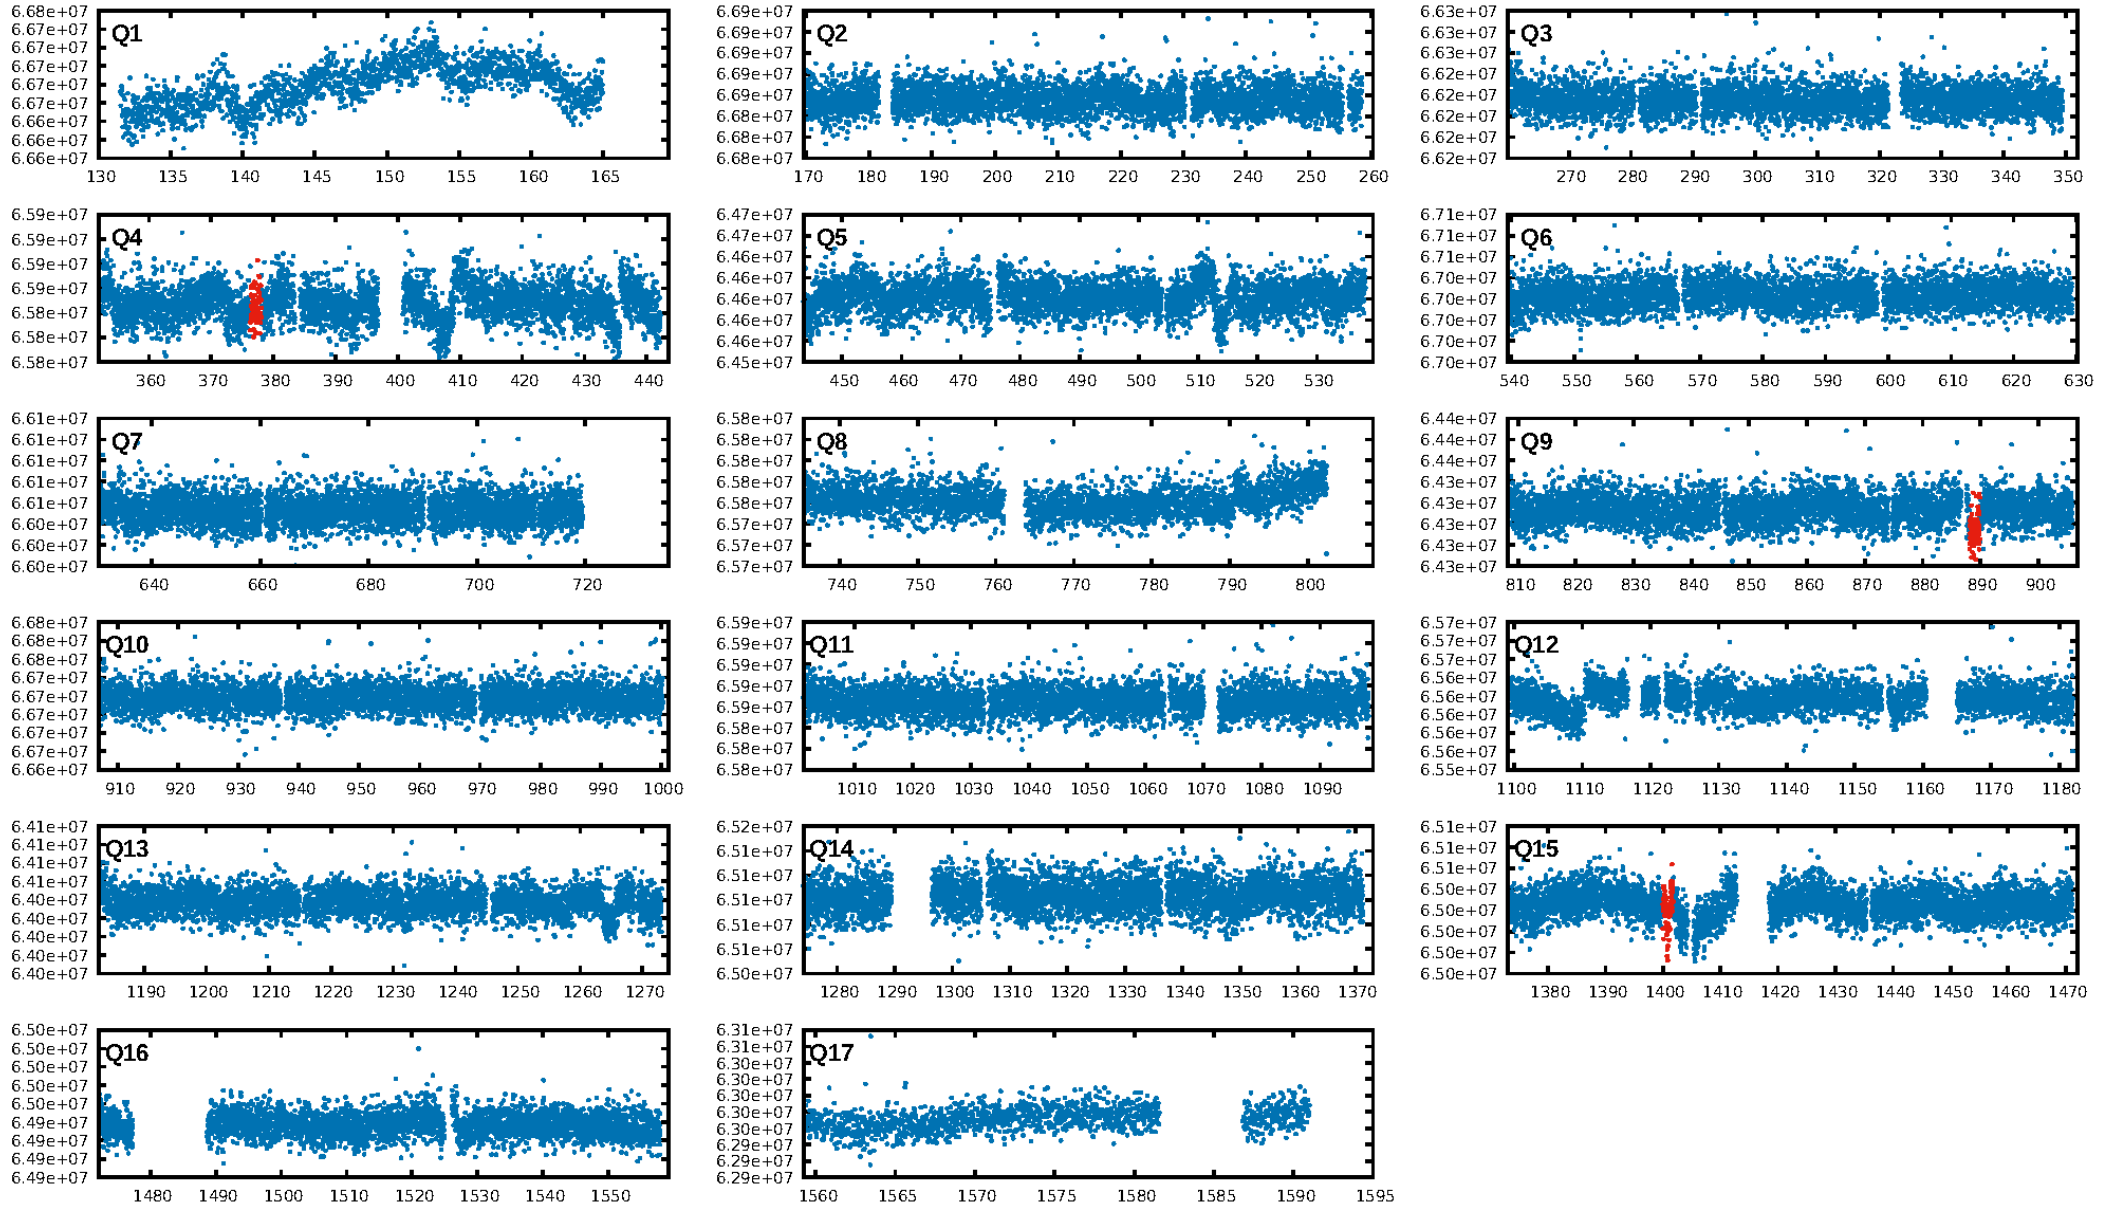 6.68e+07 6.67e+07 6.67e+07 6.67e+07 6.67e+07 6.67e+07 6.66e+07 6.66e+07 6.66e+07
Q1
130 135 140 145 150 155 160 165
6.69e+07 6.69e+07 6.69e+07 6.69e+07 6.69e+07 6.68e+07 6.68e+07 6.68e+07
Q2
170 180 190 200 210 220 230 240 250 260
6.63e+07 6.63e+07 6.63e+07 6.62e+07 6.62e+07 6.62e+07 6.62e+07 6.62e+07
Q3
270 280 290 300 310 320 330 340 350
6.59e+07 6.59e+07 6.59e+07 6.59e+07 6.58e+07 6.58e+07 6.58e+07
Q4
360 370 380 390 400 410 420 430 440
6.47e+07 6.47e+07 6.46e+07 6.46e+07 6.46e+07 6.46e+07 6.46e+07 6.45e+07
Q5
450 460 470 480 490 500 510 520 530
6.71e+07 6.71e+07 6.71e+07 6.70e+07 6.70e+07 6.70e+07 6.70e+07 6.70e+07
Q6
540 550 560 570 580 590 600 610 620 630
6.61e+07 6.61e+07 6.61e+07 6.61e+07 6.61e+07 6.60e+07 6.60e+07 6.60e+07
Q7
640 660 680 700 720
6.58e+07 6.58e+07 6.58e+07 6.58e+07 6.58e+07 6.57e+07 6.57e+07 6.57e+07
Q8
740 750 760 770 780 790 800
6.44e+07 6.44e+07 6.44e+07 6.43e+07 6.43e+07 6.43e+07 6.43e+07 6.43e+07
Q9
810 820 830 840 850 860 870 880 890 900
6.68e+07 6.68e+07 6.68e+07 6.67e+07 6.67e+07 6.67e+07 6.67e+07 6.67e+07 6.66e+07
Q10
910 920 930 940 950 960 970 980 990 1000
6.59e+07 6.59e+07 6.59e+07 6.59e+07 6.59e+07 6.58e+07 6.58e+07 6.58e+07
Q11
1010 1020 1030 1040 1050 1060 1070 1080 1090
6.57e+07 6.57e+07 6.57e+07 6.56e+07 6.56e+07 6.56e+07 6.56e+07 6.56e+07 6.55e+07
Q12
1100 1110 1120 1130 1140 1150 1160 1170 1180
6.41e+07 6.41e+07 6.41e+07 6.41e+07 6.40e+07 6.40e+07 6.40e+07 6.40e+07 6.40e+07
Q13
1190 1200 1210 1220 1230 1240 1250 1260 1270
6.52e+07 6.51e+07 6.51e+07 6.51e+07 6.51e+07 6.51e+07 6.50e+07
Q14
1280 1290 1300 1310 1320 1330 1340 1350 1360 1370
6.51e+07 6.51e+07 6.51e+07 6.50e+07 6.50e+07 6.50e+07 6.50e+07 6.50e+07
Q15
1380 1390 1400 1410 1420 1430 1440 1450 1460 1470
6.50e+07 6.50e+07 6.50e+07 6.50e+07 6.50e+07 6.49e+07 6.49e+07 6.49e+07 6.49e+07
Q16
1480 1490 1500 1510 1520 1530 1540 1550
6.31e+07 6.31e+07 6.30e+07 6.30e+07 6.30e+07 6.30e+07 6.30e+07 6.29e+07 6.29e+07 6.29e+07
Q17
1560 1565 1570 1575 1580 1585 1590 1595